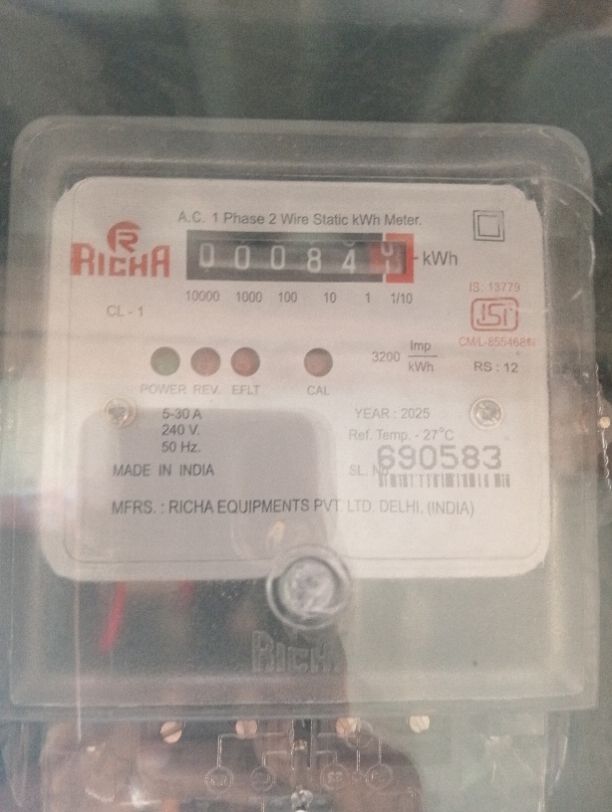 A.C. 1 Phase 2 Wire Static kWh Meter.
RICHA
0 0 0 8 4
kWh
10000 1000 100 10 1 1/10
CL - 1
IS: 13779
ISI
3200 Imp
kWh
RS : 12
POWER REV. EFLT CAL
5-30 A
240 V.
50 Hz.
YEAR : 2025
Ref. Temp. - 27°C
MADE IN INDIA
SL. No
690583
MFRS. : RICHA EQUIPMENTS PVT. LTD. DELHI, (INDIA)
RICHA